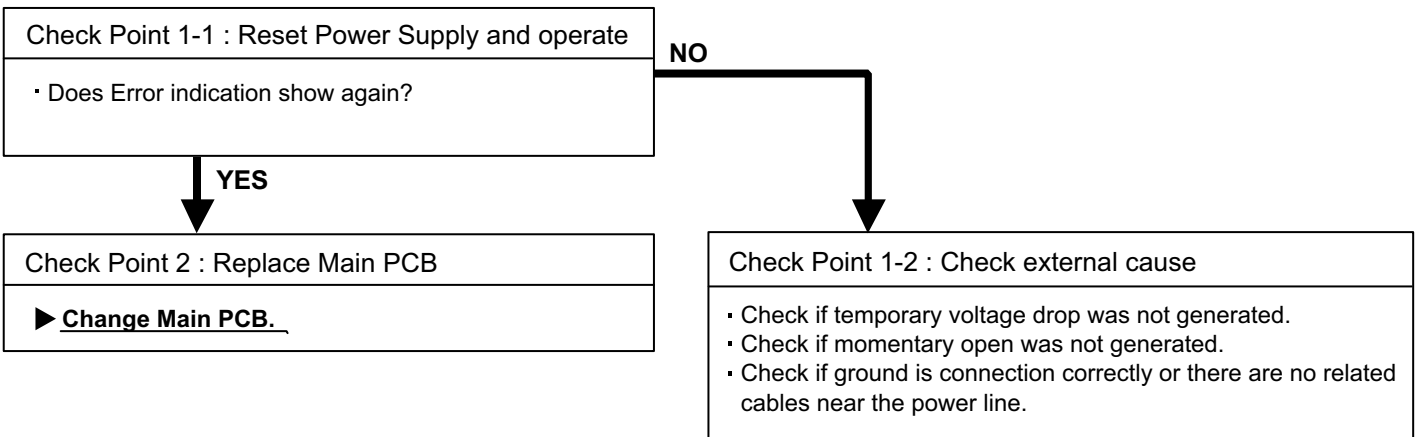 Check Point 1-1 : Reset Power Supply and operate
NO
・Does Error indication show again?
YES
Check Point 2 : Replace Main PCB
▶Change Main PCB.
Check Point 1-2 : Check external cause
・Check if temporary voltage drop was not generated.
・Check if momentary open was not generated.
・Check if ground is connection correctly or there are no related
cables near the power line.